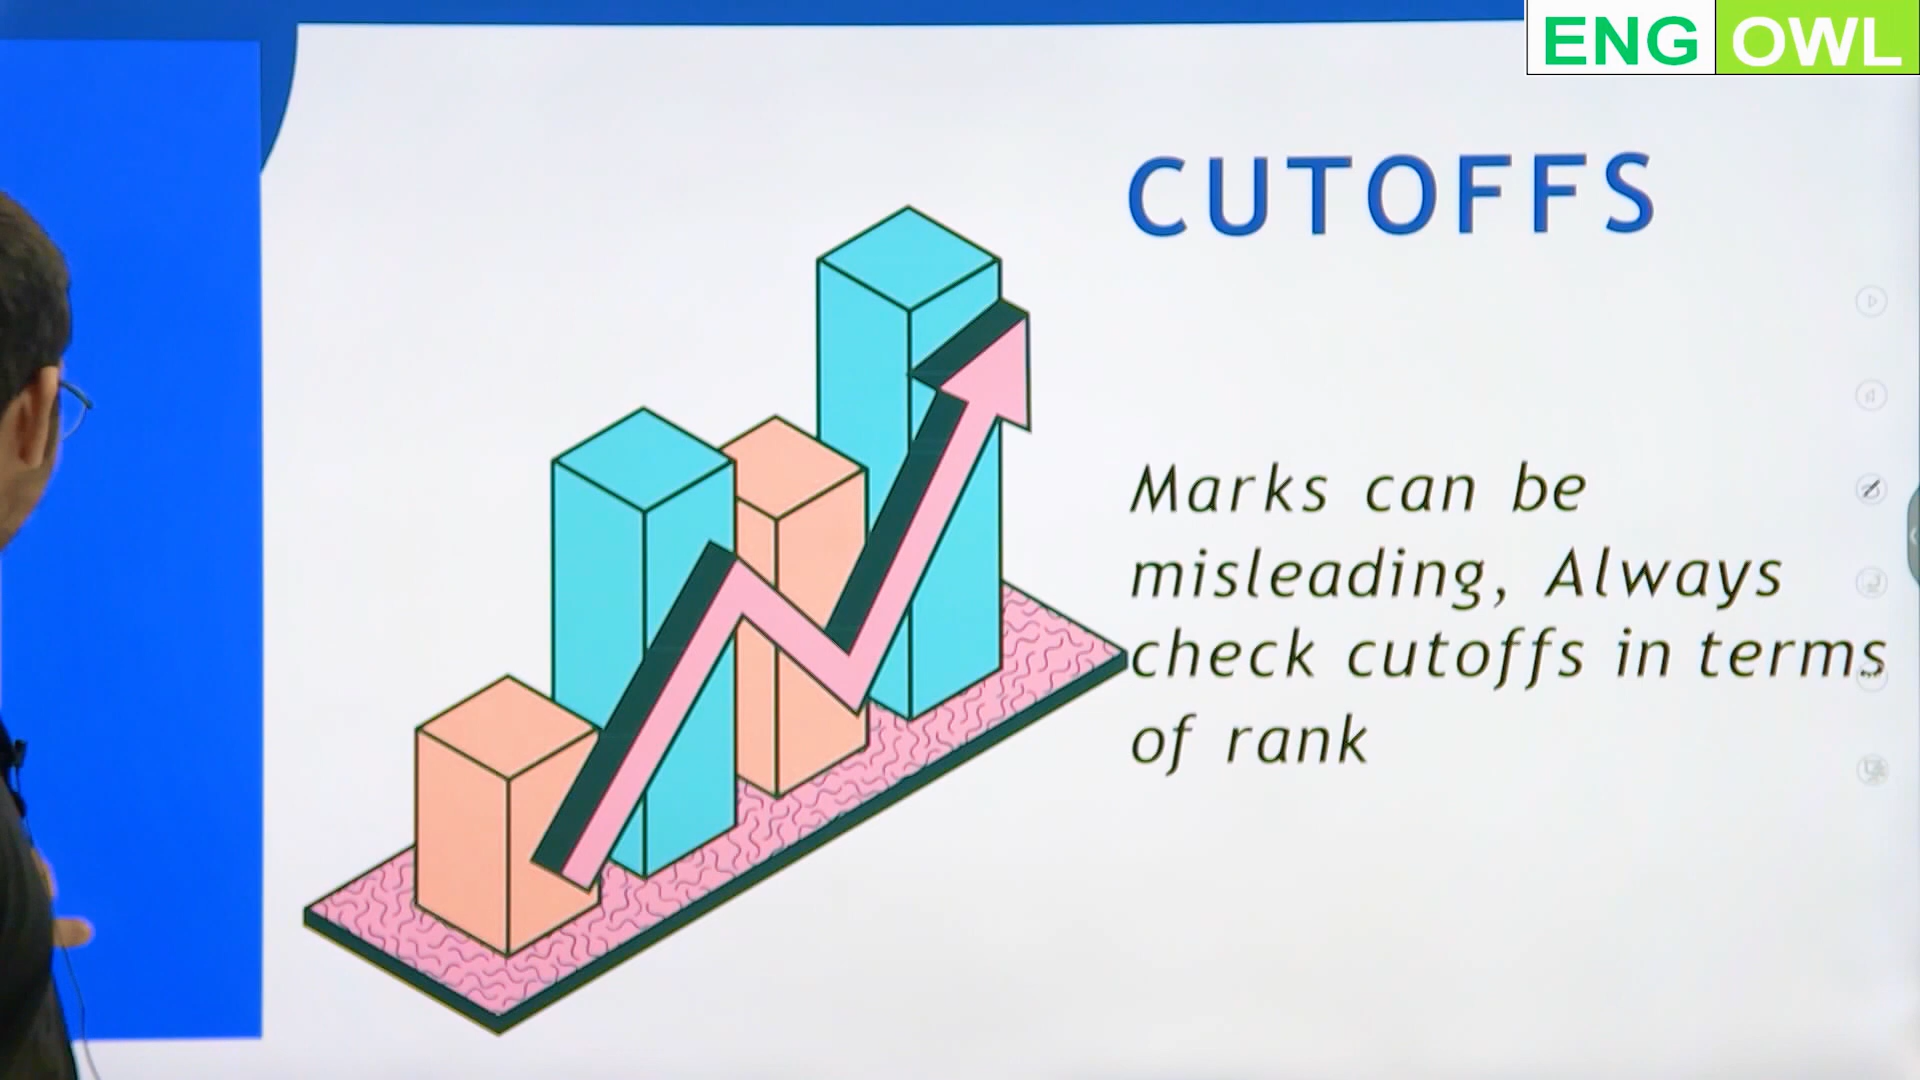 ENG OWL
CUTOFFS
Marks can be
misleading, Always
check cutoffs in terms
of rank